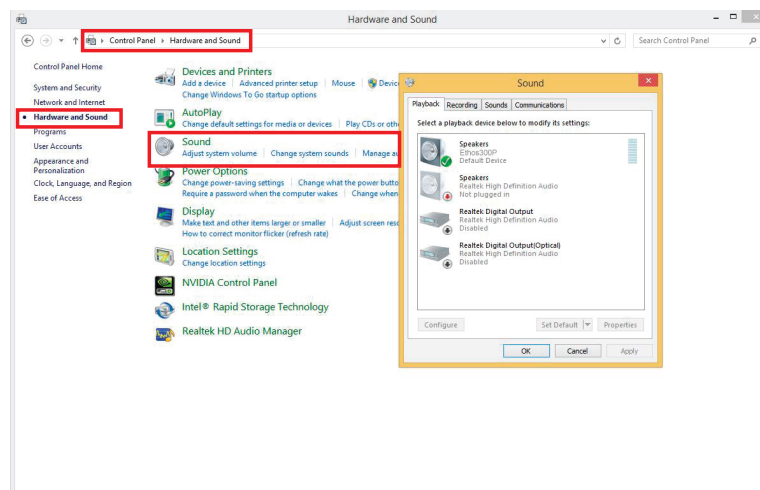 Hardware and Sound
Control Panel
Hardware and Sound
Search Control Panel
Control Panel Home
System and Security
Network and Internet
Hardware and Sound
Programs
User Accounts
Appearance and
Personalization
Clock, Language, and Region
Ease of Access
Devices and Printers
Add a device Advanced printer setup Mouse Device
Change Windows To Go startup options
AutoPlay
Change default settings for media or devices Play CDs or oth
Sound
Adjust system volume Change system sounds Manage au
Power Options
Change power-saving settings Change what the power butto
Require a password when the computer wakes Change when
Display
Make text and other items larger or smaller Adjust screen reso
How to correct monitor flicker (refresh rate)
Location Settings
Change location settings
NVIDIA Control Panel
Intel® Rapid Storage Technology
Realtek HD Audio Manager
Sound
Playback Recording Sounds Communications
Select a playback device below to modify its settings:
Speakers
Ethos300P
Default Device
Speakers
Realtek High Definition Audio
Not plugged in
Realtek Digital Output
Realtek High Definition Audio
Disabled
Realtek Digital Output(Optical)
Realtek High Definition Audio
Disabled
Configure Set Default Properties
OK Cancel Apply